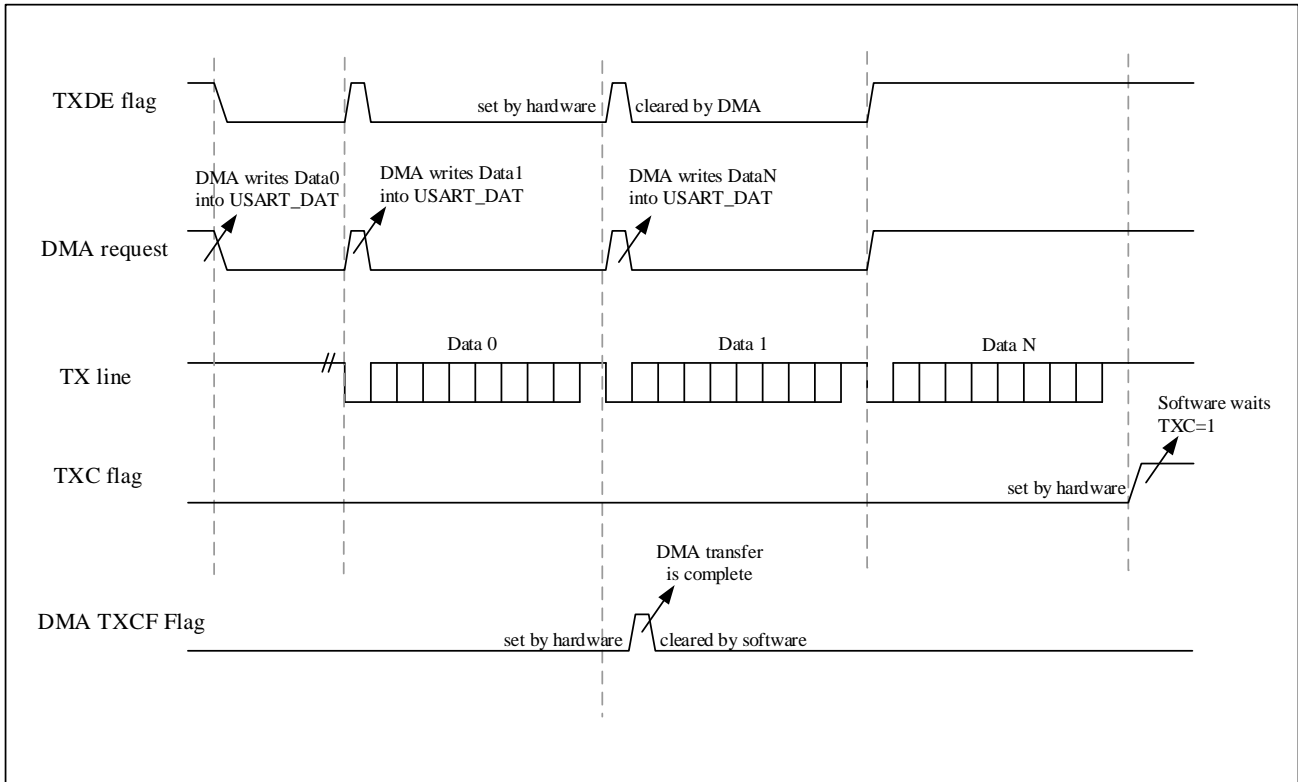 TXDE flag
set by hardware
cleared by DMA
DMA writes Data0
into USART_DAT
DMA writes Data1
into USART_DAT
DMA writes DataN
into USART_DAT
DMA request
Data 0
Data 1
Data N
TX line
Software waits
TXC=1
TXC flag
set by hardware
DMA transfer
is complete
DMA TXCF Flag
set by hardware
cleared by software